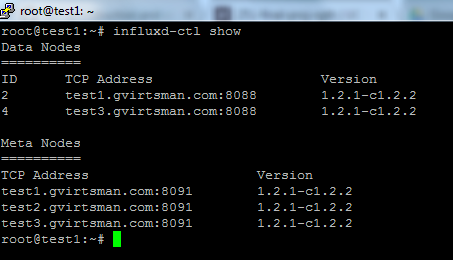 root@test1: ~
root@test1:~# influxd-ctl show
Data Nodes
==========
ID TCP Address Version
2 test1.gvirtsman.com:8088 1.2.1-c1.2.2
4 test3.gvirtsman.com:8088 1.2.1-c1.2.2
Meta Nodes
==========
TCP Address Version
test1.gvirtsman.com:8091 1.2.1-c1.2.2
test2.gvirtsman.com:8091 1.2.1-c1.2.2
test3.gvirtsman.com:8091 1.2.1-c1.2.2
root@test1:~#